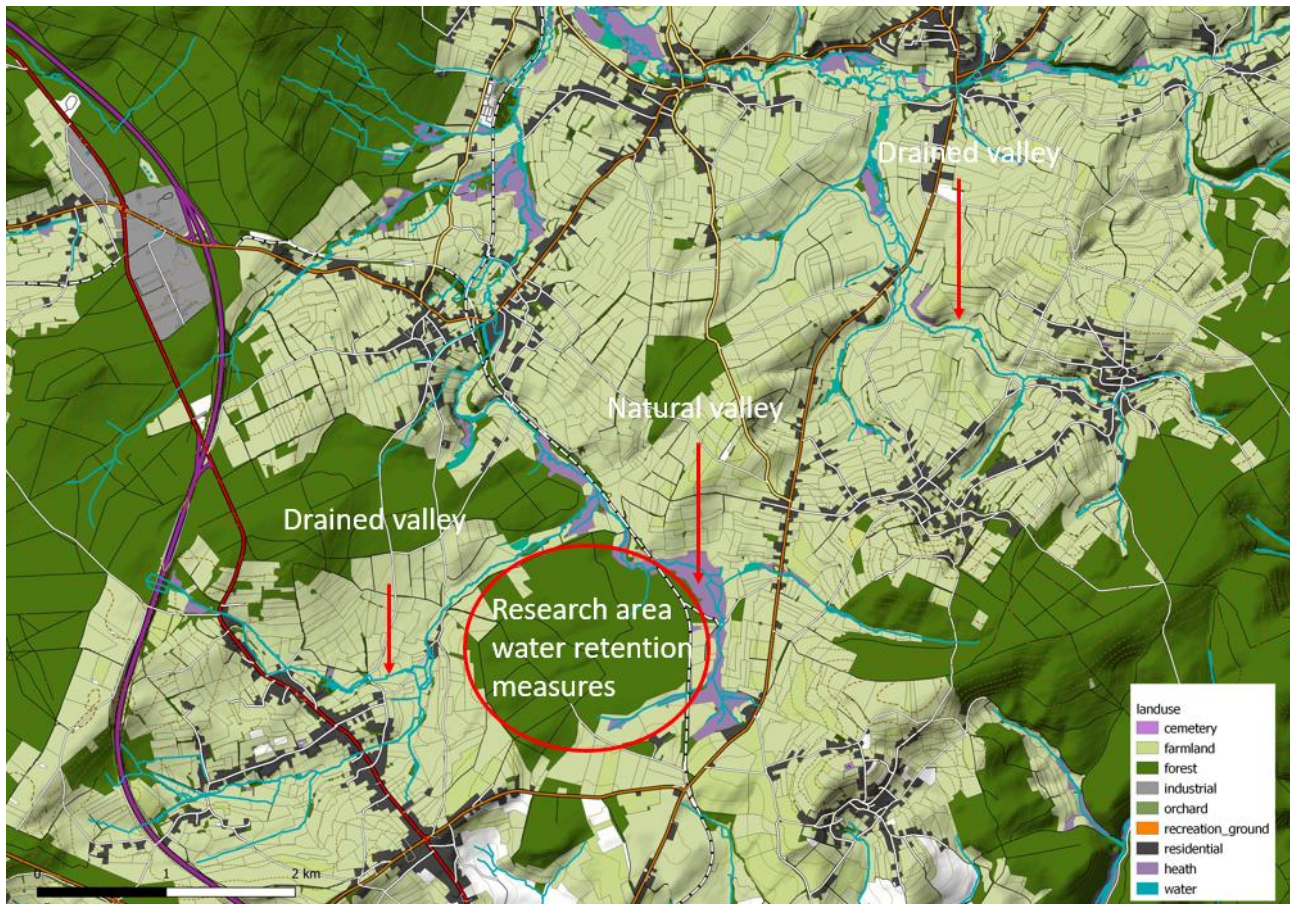 Drained valley
Natural valley
Drained valley
Research area
water retention
measures
landuse
cemetery
farmland
forest
industrial
orchard
recreation_ground
residential
heath
water
0 1 2 km